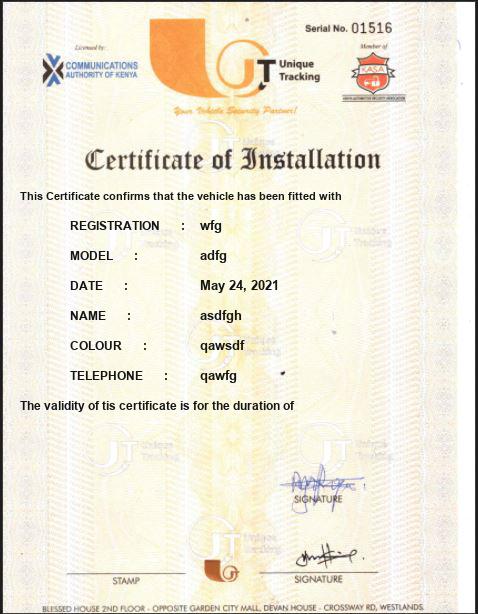 Serial No. 01516
Licensed by:
COMMUNICATIONS
AUTHORITY OF KENYA
UT Unique
Tracking
Member of
KASA
KENYA AUTOMOTIVE SECURITY ASSOCIATION
Your Vehicle Security Partner!
Certificate of Installation
This Certificate confirms that the vehicle has been fitted with
REGISTRATION : wfg
MODEL : adfg
DATE : May 24, 2021
NAME : asdfgh
COLOUR : qawsdf
TELEPHONE : qawfg
The validity of tis certificate is for the duration of
SIGNATURE
STAMP
SIGNATURE
BLESSED HOUSE 2ND FLOOR - OPPOSITE GARDEN CITY MALL, DEVAN HOUSE - CROSSWAY RD, WESTLANDS.